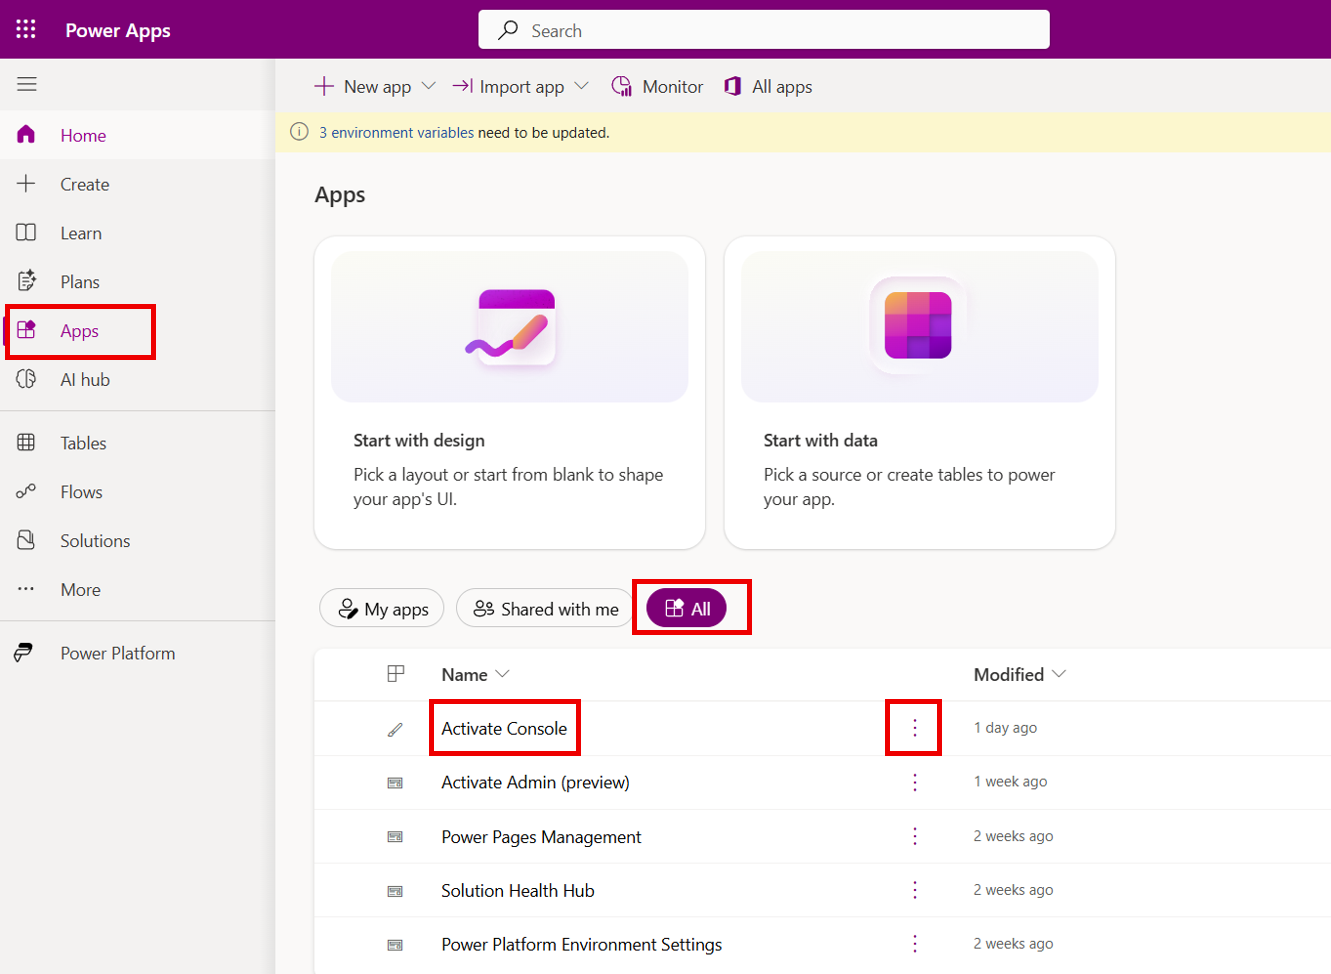 Power Apps
Search
New app
Import app
Monitor
All apps
3 environment variables need to be updated.
Home
Create
Learn
Plans
Apps
AI hub
Tables
Flows
Solutions
More
Power Platform
Apps
Start with design
Pick a layout or start from blank to shape
your app's UI.
Start with data
Pick a source or create tables to power
your app.
My apps
Shared with me
All
Name
Modified
Activate Console
1 day ago
Activate Admin (preview)
1 week ago
Power Pages Management
2 weeks ago
Solution Health Hub
2 weeks ago
Power Platform Environment Settings
2 weeks ago